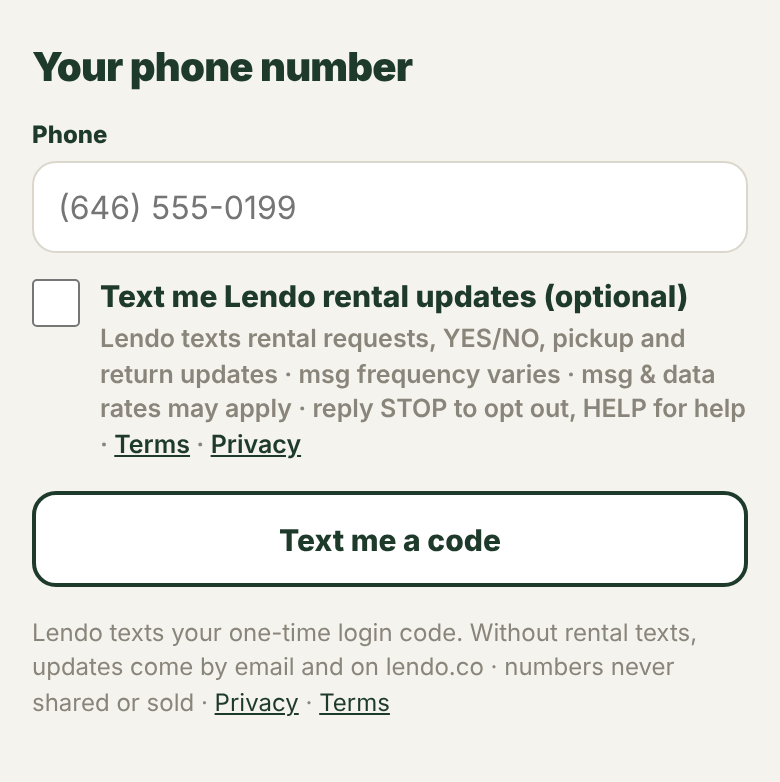 Your phone number
Phone
(646) 555-0199
Text me Lendo rental updates (optional)
Lendo texts rental requests, YES/NO, pickup and
return updates · msg frequency varies · msg & data
rates may apply · reply STOP to opt out, HELP for help
· Terms · Privacy
Text me a code
Lendo texts your one-time login code. Without rental texts,
updates come by email and on lendo.co · numbers never
shared or sold · Privacy · Terms